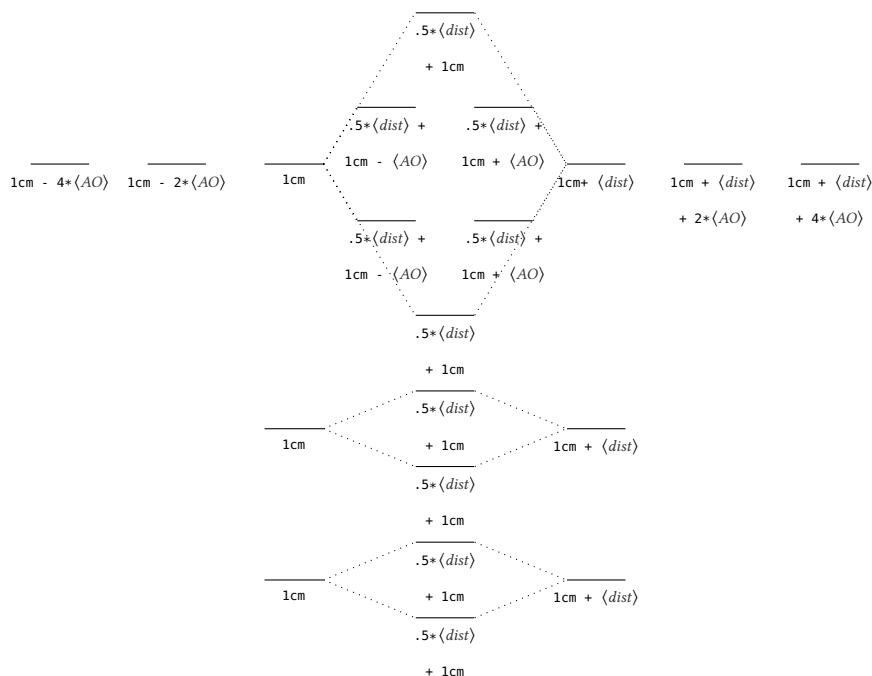 .5*⟨dist⟩
+ 1cm
.5*⟨dist⟩ + .5*⟨dist⟩ +
1cm - ⟨AO⟩ 1cm + ⟨AO⟩
1cm - 4*⟨AO⟩ 1cm - 2*⟨AO⟩ 1cm 1cm+ ⟨dist⟩ 1cm + ⟨dist⟩ 1cm + ⟨dist⟩
+ 2*⟨AO⟩ + 4*⟨AO⟩
.5*⟨dist⟩ + .5*⟨dist⟩ +
1cm - ⟨AO⟩ 1cm + ⟨AO⟩
.5*⟨dist⟩
+ 1cm
.5*⟨dist⟩
1cm + 1cm 1cm + ⟨dist⟩
.5*⟨dist⟩
+ 1cm
.5*⟨dist⟩
1cm + 1cm 1cm + ⟨dist⟩
.5*⟨dist⟩
+ 1cm